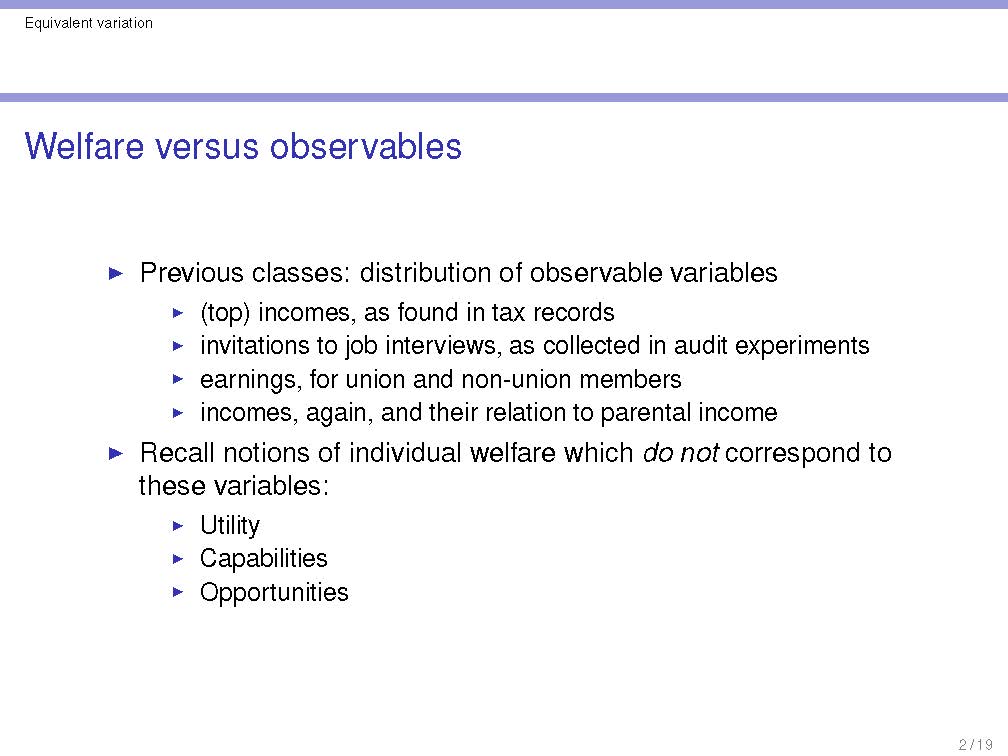 Equivalent variation
Welfare versus observables
Previous classes: distribution of observable variables
(top) incomes, as found in tax records
invitations to job interviews, as collected in audit experiments
earnings, for union and non-union members
incomes, again, and their relation to parental income
Recall notions of individual welfare which do not correspond to
these variables:
Utility
Capabilities
Opportunities
2 / 19